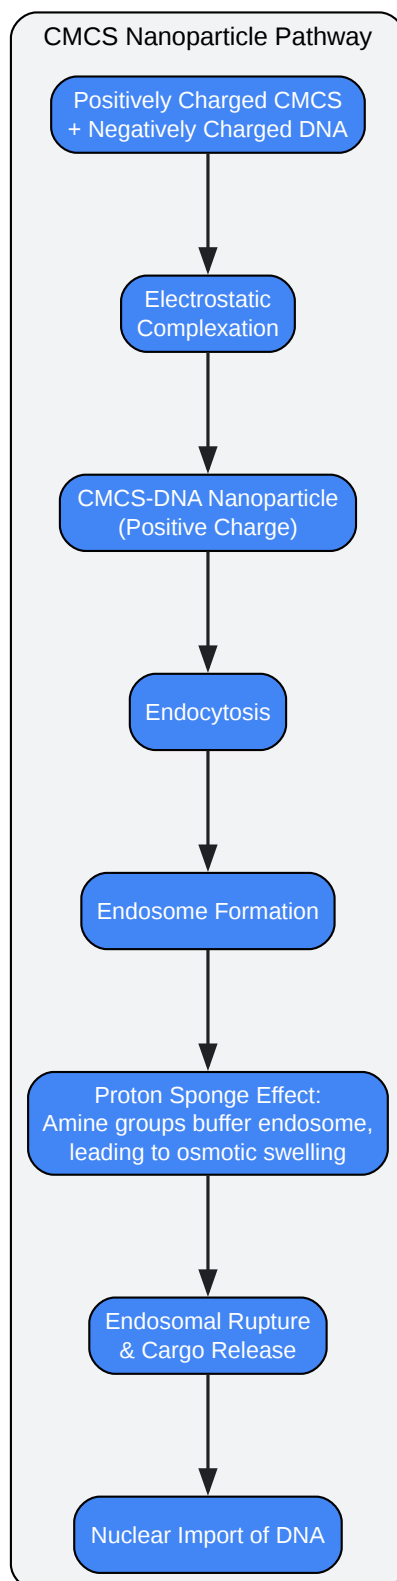 CMCS Nanoparticle Pathway
Positively Charged CMCS
+ Negatively Charged DNA
Electrostatic
Complexation
CMCS-DNA Nanoparticle
(Positive Charge)
Endocytosis
Endosome Formation
Proton Sponge Effect:
Amine groups buffer endosome,
leading to osmotic swelling
Endosomal Rupture
& Cargo Release
Nuclear Import of DNA